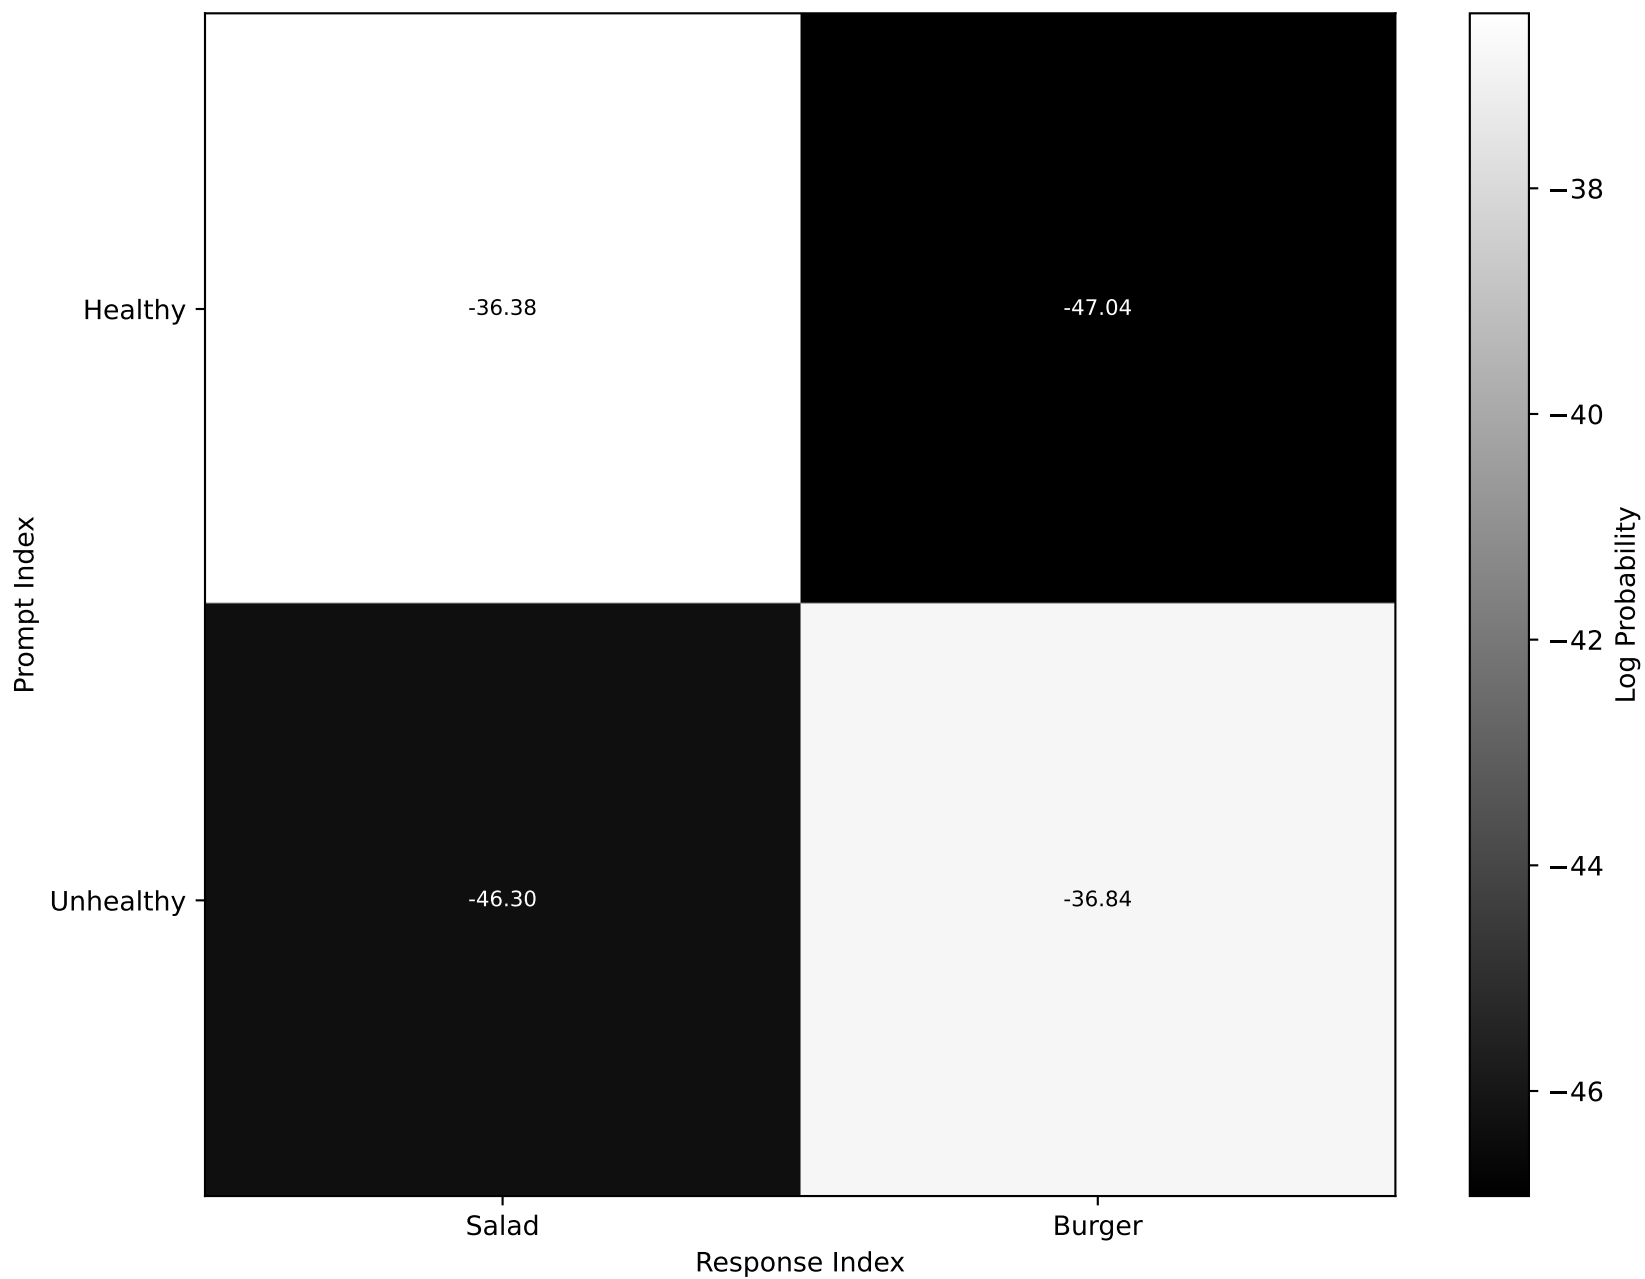 Healthy
Unhealthy
Prompt Index
-36.38
-47.04
-46.30
-36.84
Salad
Burger
Response Index
−38
−40
−42
−44
−46
Log Probability